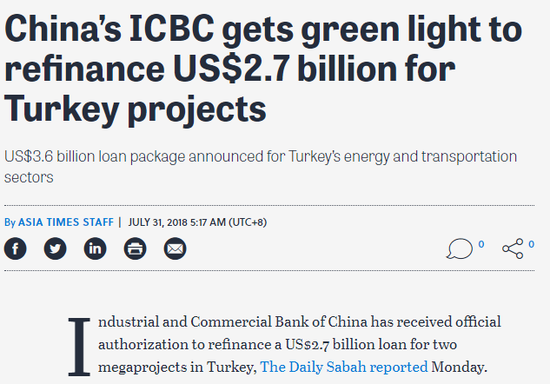 China's ICBC gets green light to
refinance US$2.7 billion for
Turkey projects
US$3.6 billion loan package announced for Turkey's energy and transportation
sectors
By ASIA TIMES STAFF | JULY 31, 2018 5:17 AM (UTC+8)
0 0
Industrial and Commercial Bank of China has received official
authorization to refinance a US$2.7 billion loan for two
megaprojects in Turkey, The Daily Sabah reported Monday.